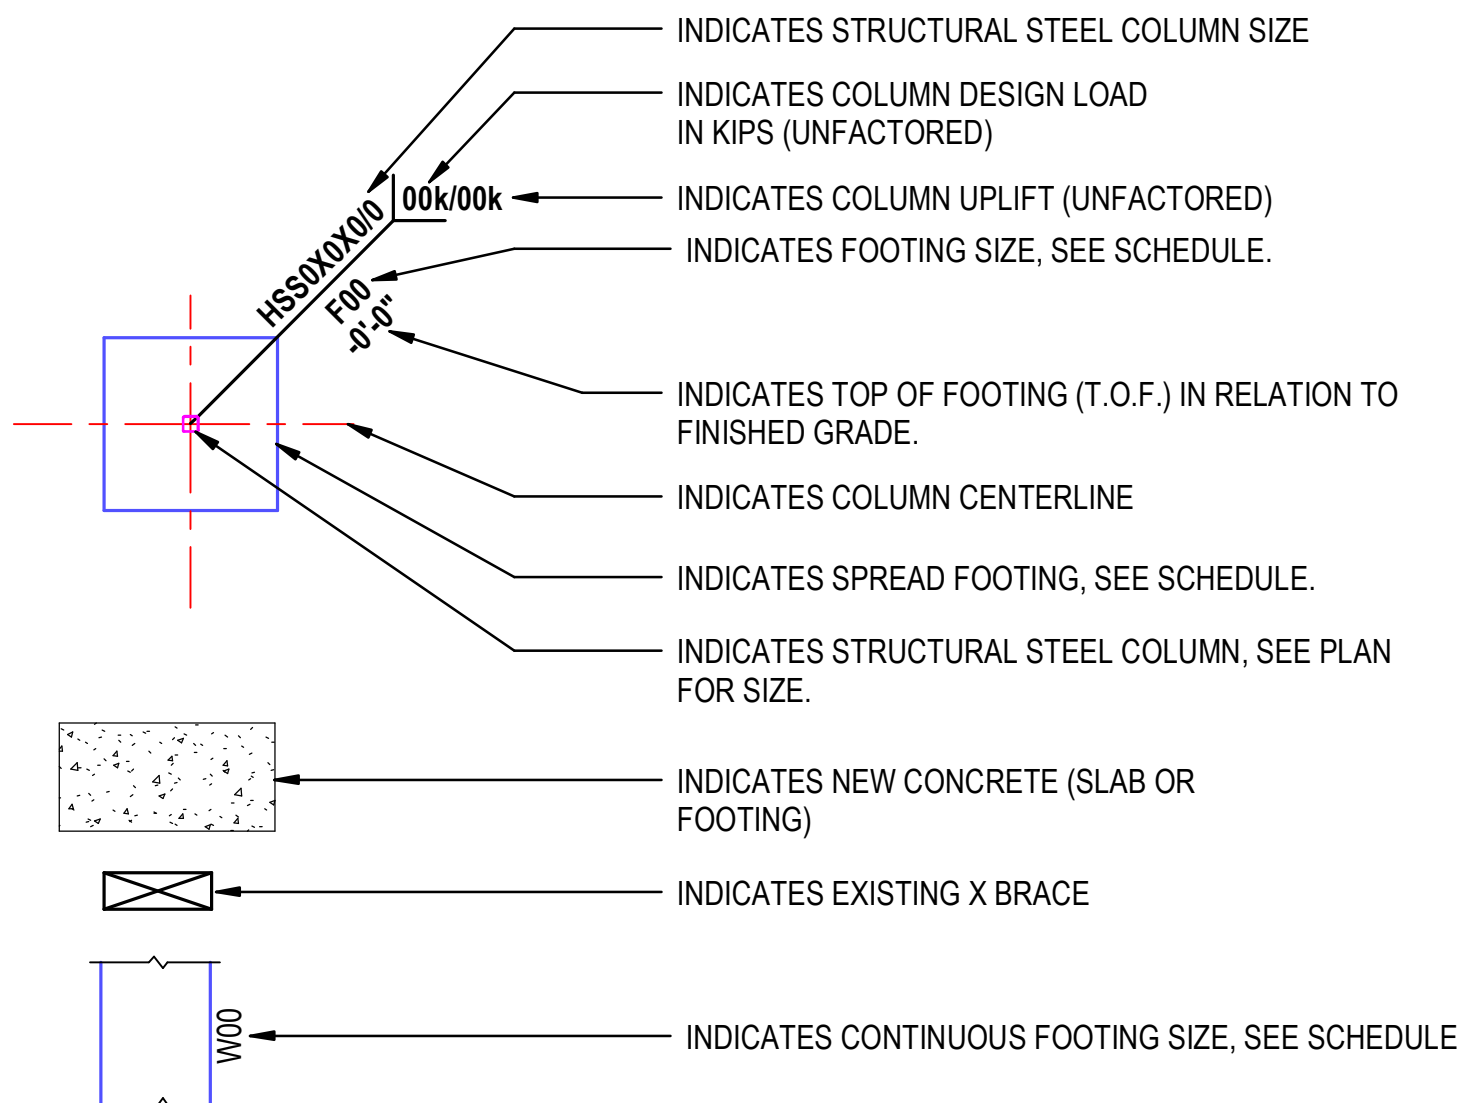 INDICATES STRUCTURAL STEEL COLUMN SIZE
INDICATES COLUMN DESIGN LOAD
IN KIPS (UNFACTORED)
00k/00k
INDICATES COLUMN UPLIFT (UNFACTORED)
HSS0X0X0/0
INDICATES FOOTING SIZE, SEE SCHEDULE.
F00
-0'-0"
INDICATES TOP OF FOOTING (T.O.F.) IN RELATION TO
FINISHED GRADE.
INDICATES COLUMN CENTERLINE
INDICATES SPREAD FOOTING, SEE SCHEDULE.
INDICATES STRUCTURAL STEEL COLUMN, SEE PLAN
FOR SIZE.
INDICATES NEW CONCRETE (SLAB OR
FOOTING)
INDICATES EXISTING X BRACE
W00
INDICATES CONTINUOUS FOOTING SIZE, SEE SCHEDULE